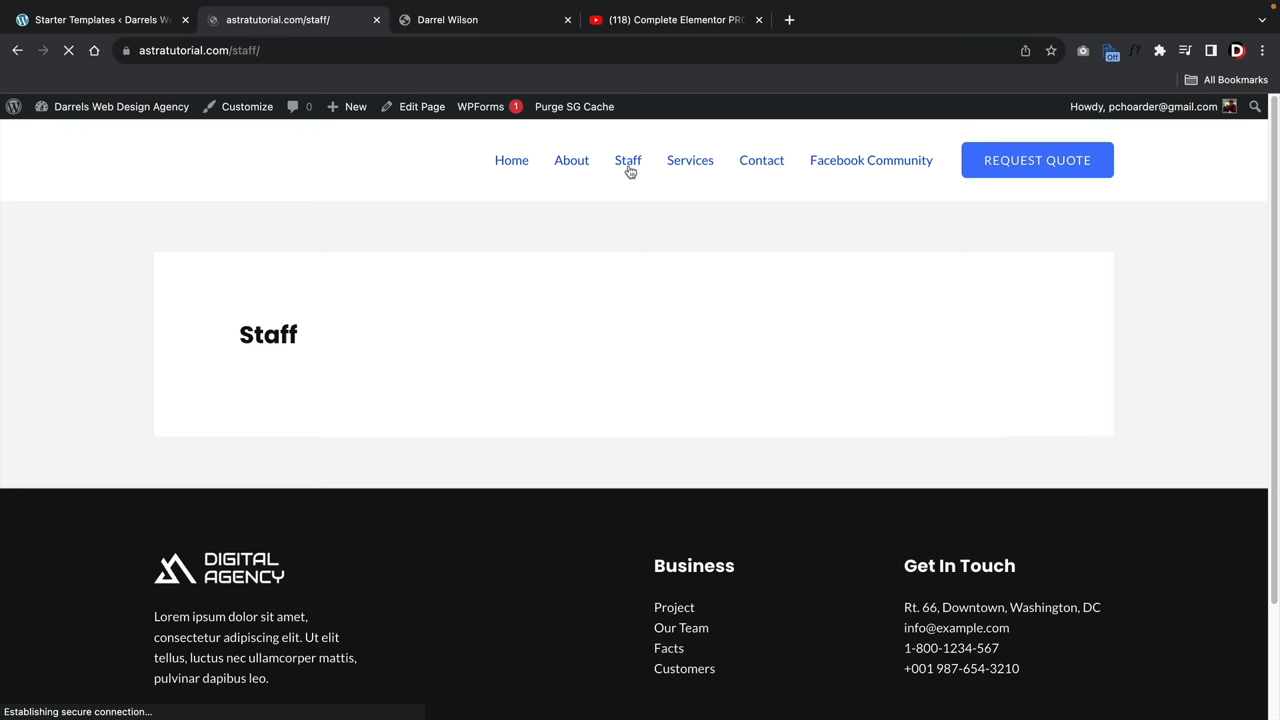 Starter Templates ‹ Darrels We
astratutorial.com/staff/
Darrel Wilson
(118) Complete Elementor PRO
astratutorial.com/staff/
Off
All Bookmarks
Darrels Web Design Agency
Customize
0
New
Edit Page
WPForms 1
Purge SG Cache
Howdy, pchoarder@gmail.com
Home
About
Staff
Services
Contact
Facebook Community
REQUEST QUOTE
Staff
DIGITAL
AGENCY
Lorem ipsum dolor sit amet,
consectetur adipiscing elit. Ut elit
tellus, luctus nec ullamcorper mattis,
pulvinar dapibus leo.
Business
Project
Our Team
Facts
Customers
Get In Touch
Rt. 66, Downtown, Washington, DC
info@example.com
1-800-1234-567
+001 987-654-3210
Establishing secure connection...